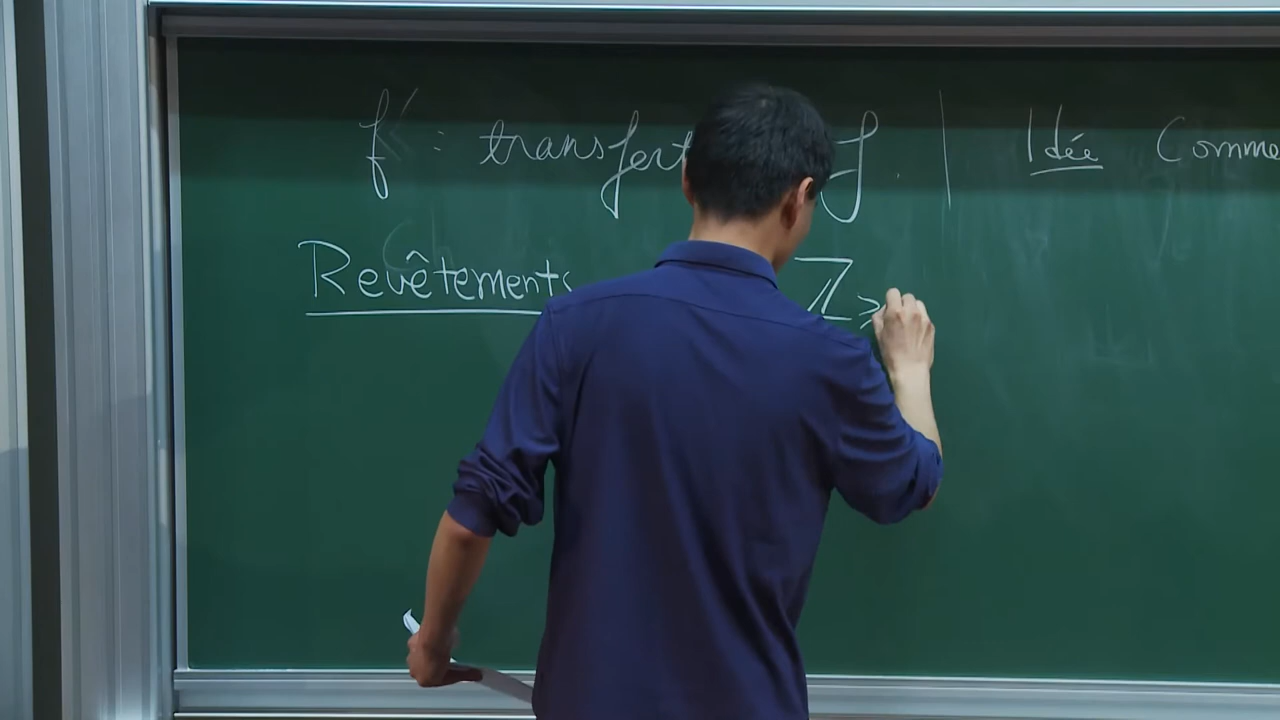 f' : transfert f. | Idée Comme
Revêtements ℤ≥